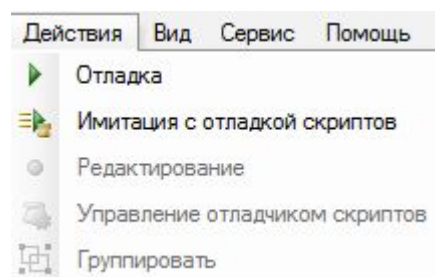 Действия Вид Сервис Помощь
Отладка
Имитация с отладкой скриптов
Редактирование
Управление отладчиком скриптов
Группировать